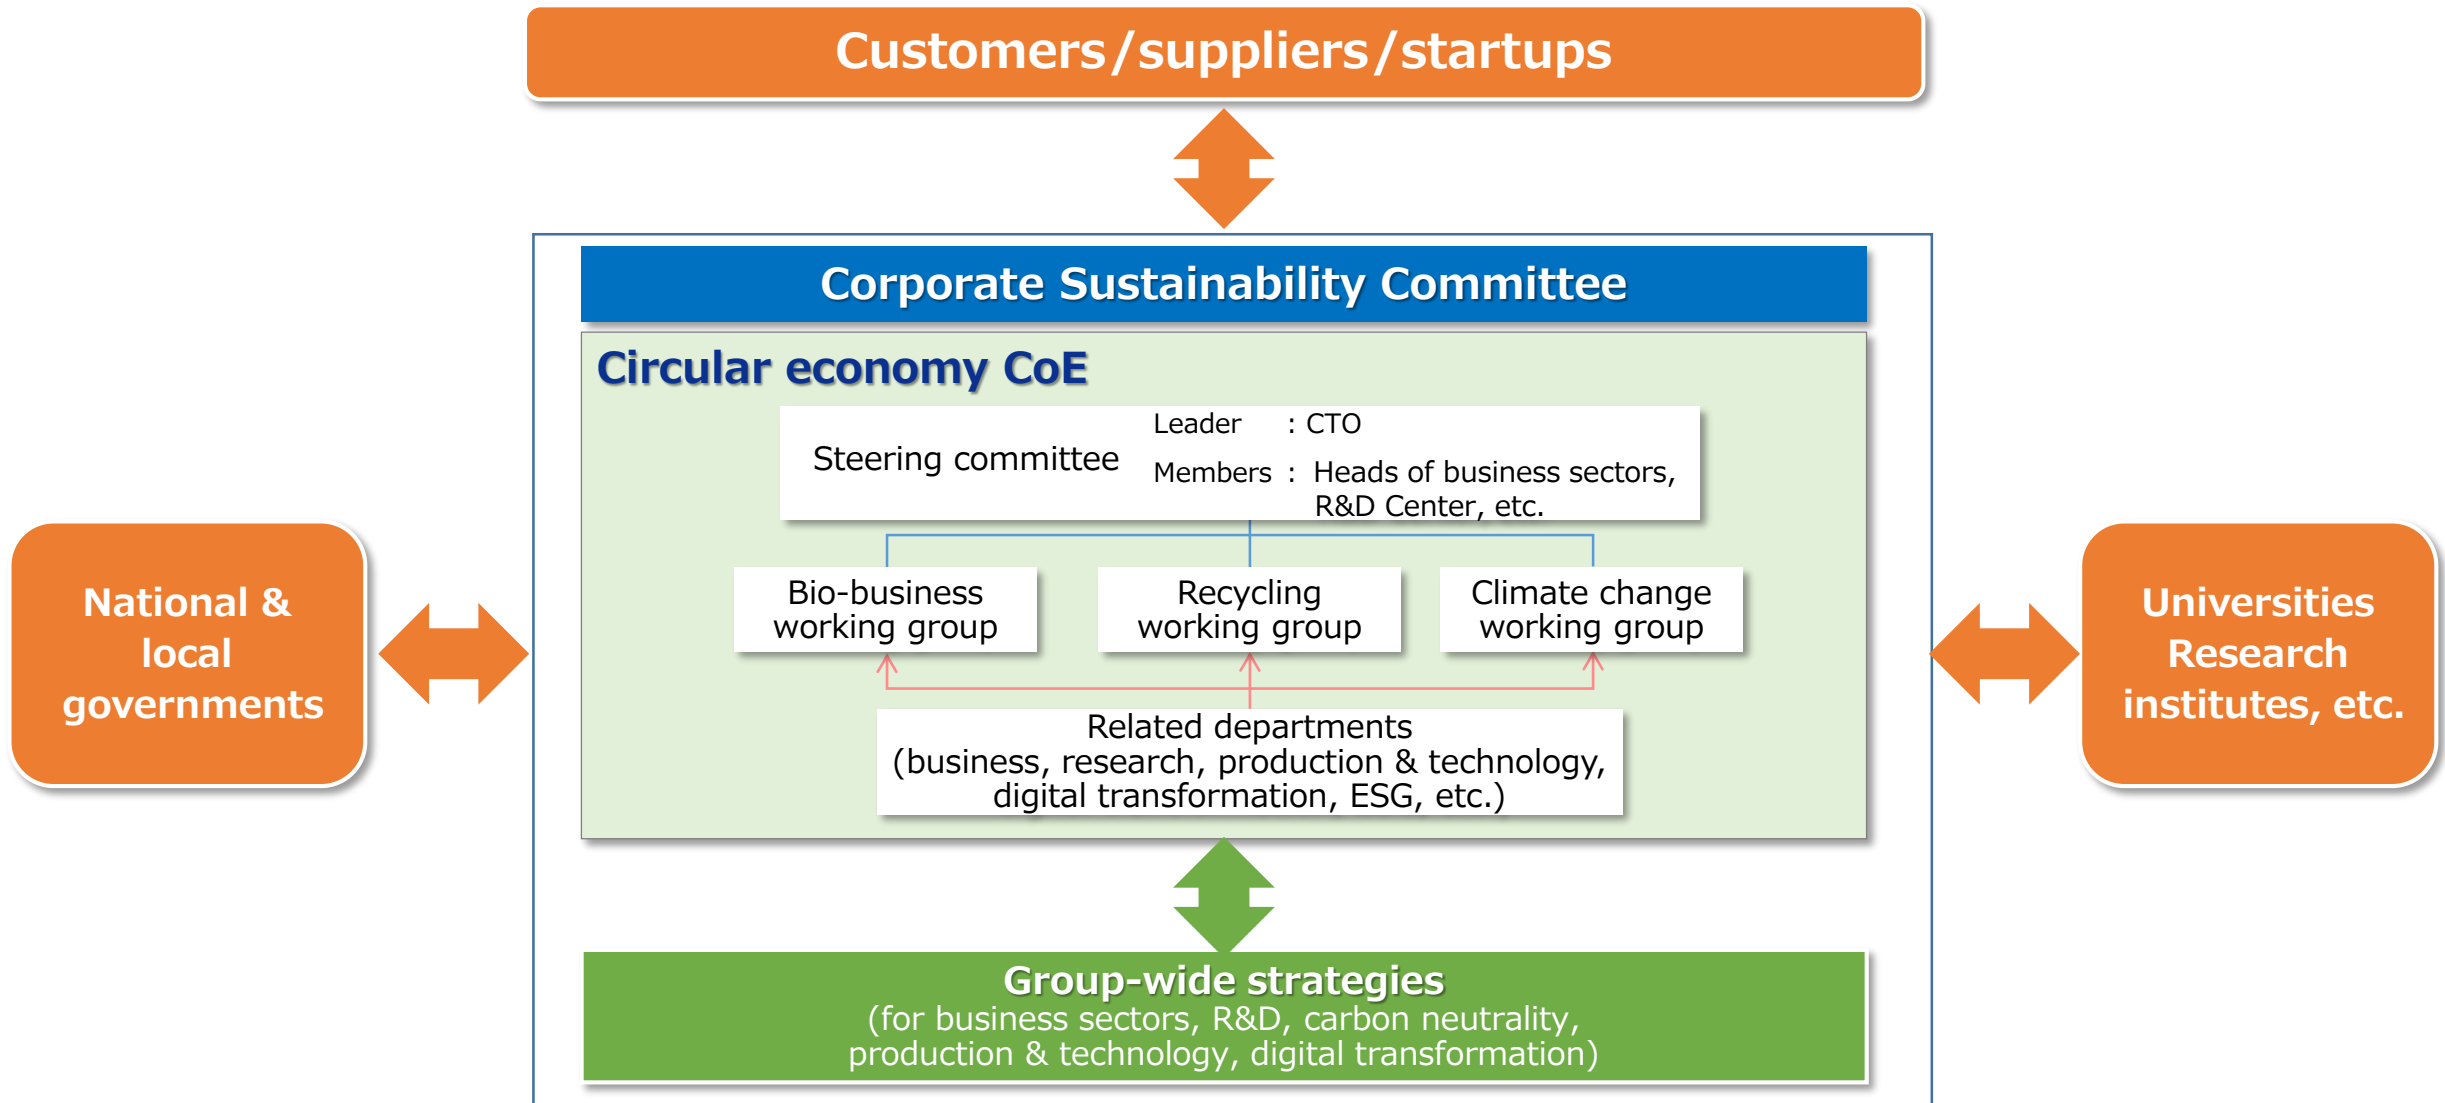 Customers/suppliers/startups
Corporate Sustainability Committee
Circular economy CoE
Steering committee
Leader : CTO
Members : Heads of business sectors,
R&D Center, etc.
Bio-business
working group
Recycling
working group
Climate change
working group
Related departments
(business, research, production & technology,
digital transformation, ESG, etc.)
National &
local
governments
Universities
Research
institutes, etc.
Group-wide strategies
(for business sectors, R&D, carbon neutrality,
production & technology, digital transformation)